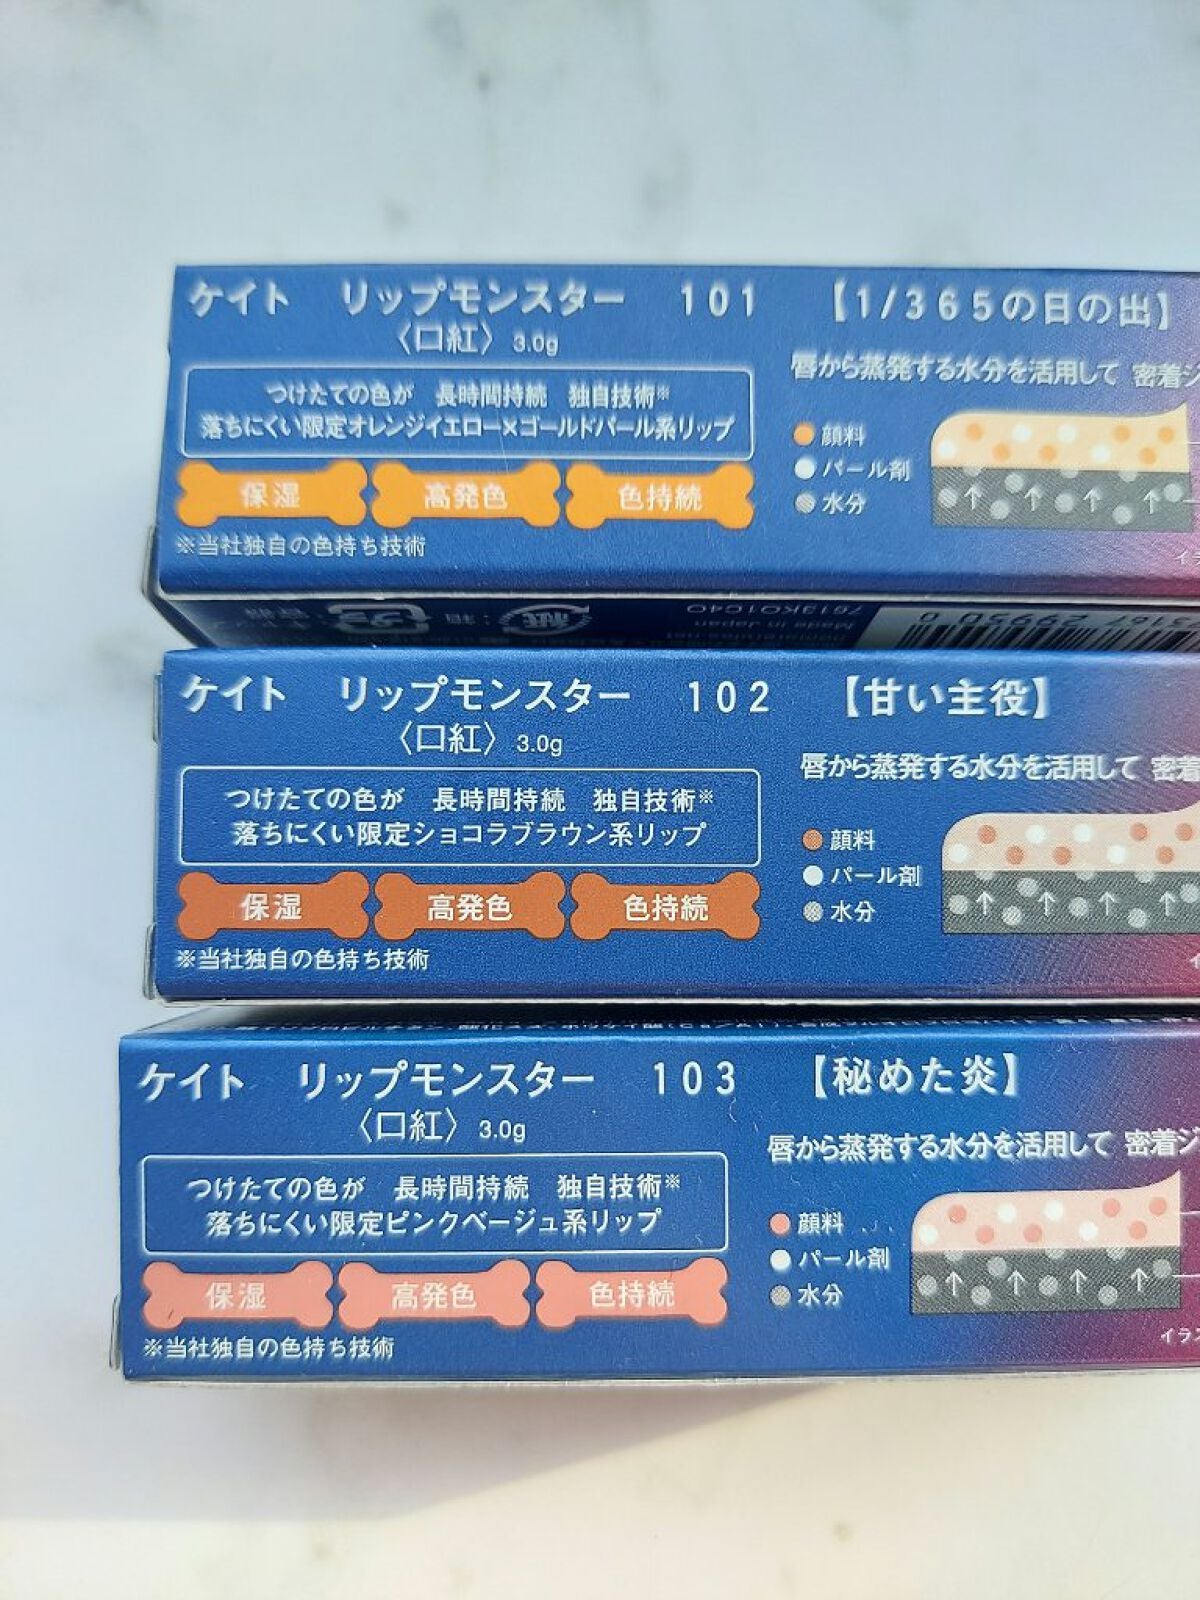 ケイト リップモンスター 101 【1/365の日の出】
〈口紅〉 3.0g
つけたての色が 長時間持続 独自技術※
落ちにくい限定オレンジイエロー×ゴールドパール系リップ
保湿 高発色 色持続
※当社独自の色持ち技術
唇から蒸発する水分を活用して 密着ジ
顔料
パール剤
水分
Made in Japan
ケイト リップモンスター 102 【甘い主役】
〈口紅〉 3.0g
つけたての色が 長時間持続 独自技術※
落ちにくい限定ショコラブラウン系リップ
保湿 高発色 色持続
※当社独自の色持ち技術
唇から蒸発する水分を活用して 密着
顔料
パール剤
水分
ケイト リップモンスター 103 【秘めた炎】
〈口紅〉 3.0g
つけたての色が 長時間持続 独自技術※
落ちにくい限定ピンクベージュ系リップ
保湿 高発色 色持続
※当社独自の色持ち技術
唇から蒸発する水分を活用して 密着ジ
顔料
パール剤
水分
イラス